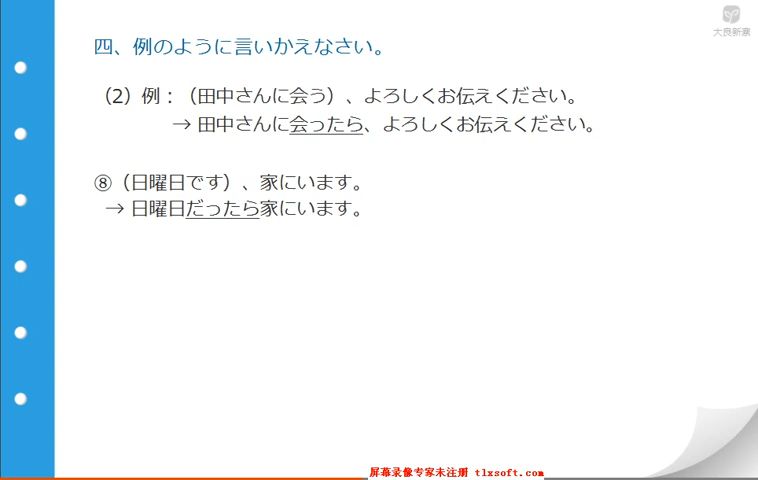 大良新寨
四、例のように言いかえなさい。
（2）例：（田中さんに会う）、よろしくお伝えください。
→ 田中さんに会ったら、よろしくお伝えください。
⑧（日曜日です）、家にいます。
→ 日曜日だったら家にいます。
屏幕录像专家未注册 tlxsoft.com